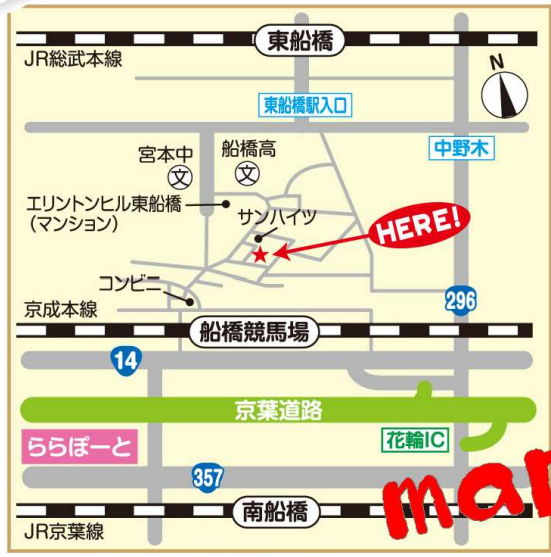 東船橋
JR総武本線
N
東船橋駅入口
船橋高
宮本中
中野木
文
文
エリントンヒル東船橋
(マンション)
サンハイツ
HERE!
コンビニ
296
京成本線
船橋競馬場
14
京葉道路
ららぽーと
花輪IC
357
南船橋
JR京葉線